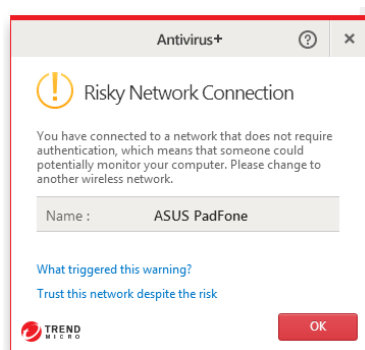 Antivirus+ ? ×
! Risky Network Connection
You have connected to a network that does not require
authentication, which means that someone could
potentially monitor your computer. Please change to
another wireless network.
Name : ASUS PadFone
What triggered this warning?
Trust this network despite the risk
TREND
MICRO
OK